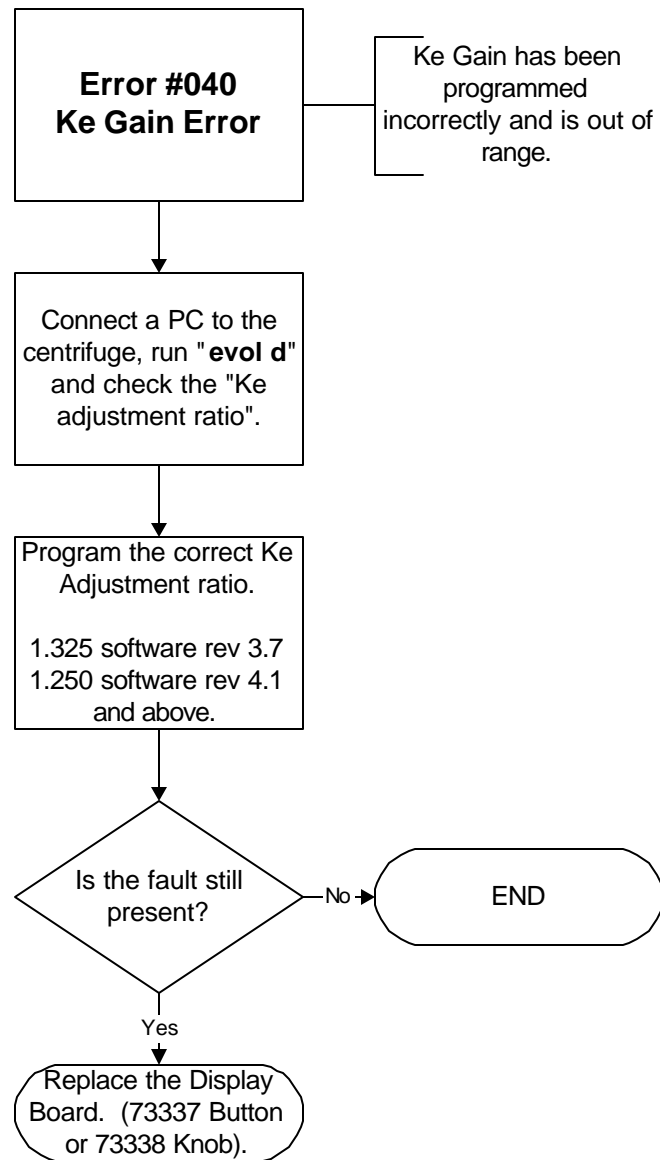 Error #040
Ke Gain Error
Ke Gain has been
programmed
incorrectly and is out of
range.
Connect a PC to the
centrifuge, run "evol d"
and check the "Ke
adjustment ratio".
Program the correct Ke
Adjustment ratio.
1.325 software rev 3.7
1.250 software rev 4.1
and above.
Is the fault still
present?
No
END
Yes
Replace the Display
Board.  (73337 Button
or 73338 Knob).